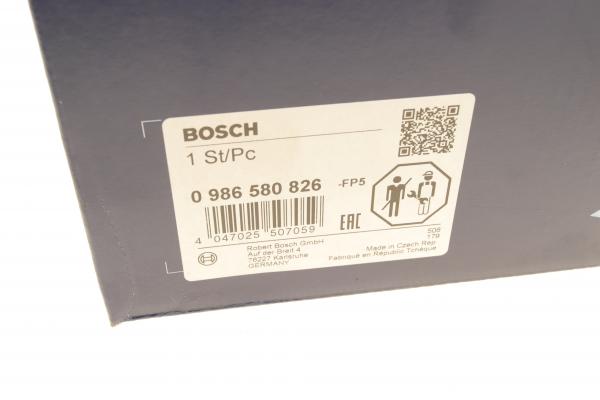 BOSCH
1 St/Pc
0 986 580 826 -FP5
4 047025 507059
EAC
Robert Bosch GmbH
Auf der Breit 4
76227 Karlsruhe
GERMANY
508
179
Made in Czech Rep.
Fabriqué en République Tchèque